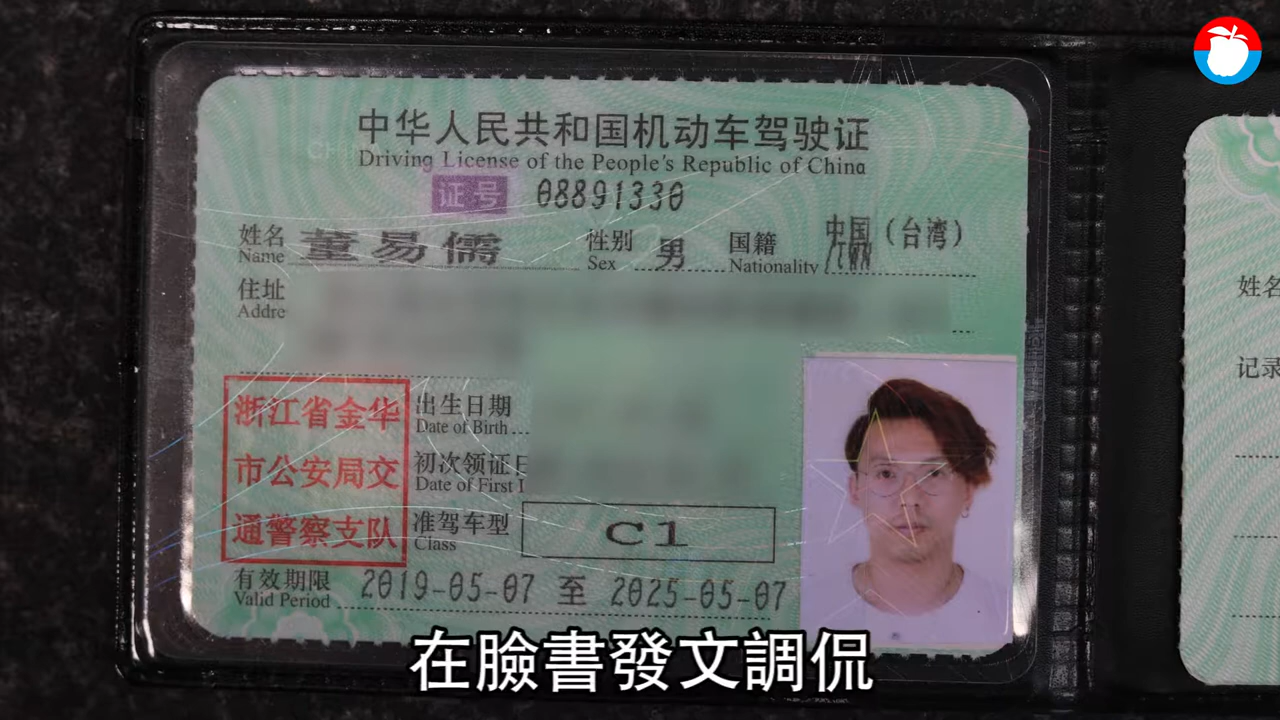 中华人民共和国机动车驾驶证
Driving License of the People's Republic of China
证号 08891330
姓名 董易儒 性别 男 国籍 中国（台湾）
Name Sex Nationality
住址
Addre
浙江省金华
市公安局交
通警察支队
出生日期
Date of Birth
初次领证日
Date of First I
准驾车型 C1
Class
有效期限 2019-05-07 至 2025-05-07
Valid Period
姓名
记录
在臉書發文調侃